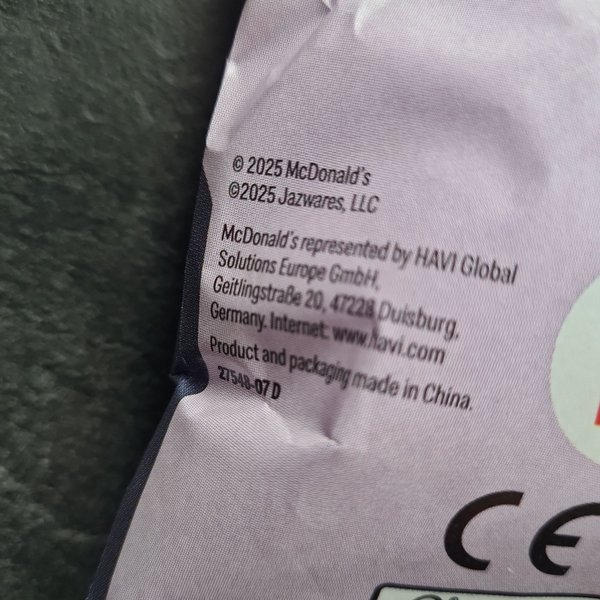 © 2025 McDonald's
©2025 Jazwares, LLC
McDonald's represented by HAVI Global
Solutions Europe GmbH,
Geitlingstraße 20, 47228 Duisburg,
Germany. Internet: www.havi.com
Product and packaging made in China.
27548-07 D
CE